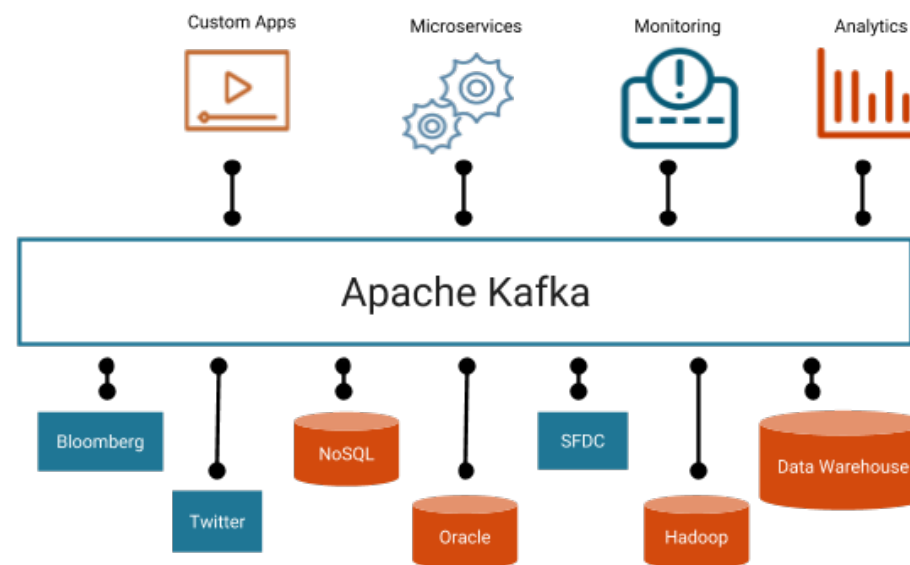 Custom Apps
Microservices
Monitoring
Analytics
Apache Kafka
Bloomberg
NoSQL
SFDC
Data Warehouse
Twitter
Oracle
Hadoop